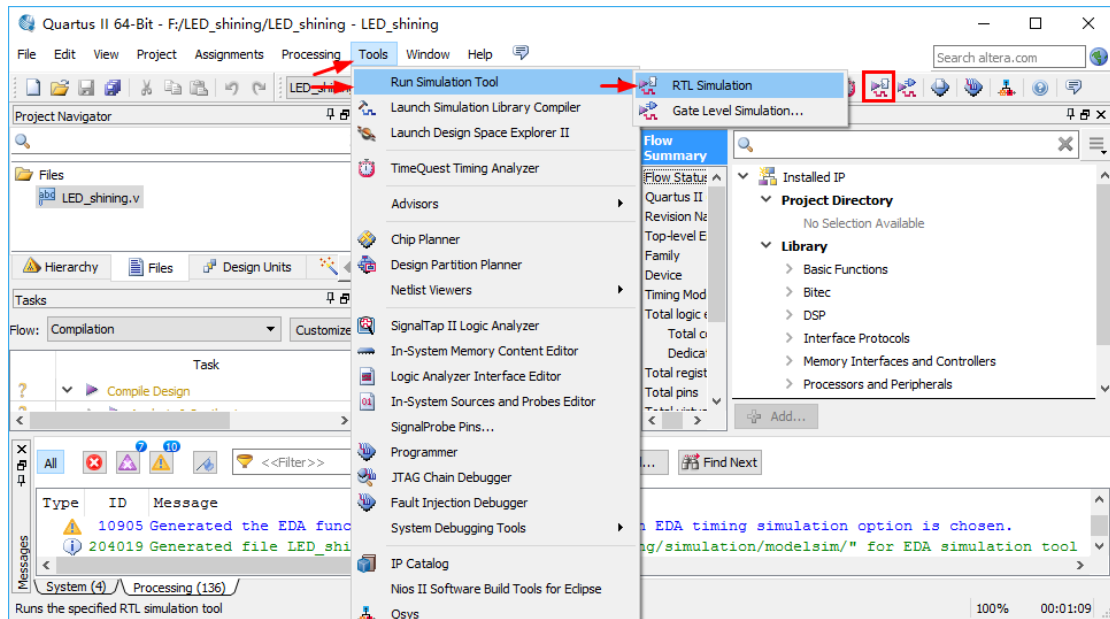 Quartus II 64-Bit - F:/LED_shining/LED_shining - LED_shining
File Edit View Project Assignments Processing Tools Window Help
Search altera.com
Project Navigator
Files
LED_shining.v
Hierarchy Files Design Units
Tasks
Flow: Compilation Customize
Task
Compile Design
Run Simulation Tool
Launch Simulation Library Compiler
Launch Design Space Explorer II
TimeQuest Timing Analyzer
Advisors
Chip Planner
Design Partition Planner
Netlist Viewers
SignalTap II Logic Analyzer
In-System Memory Content Editor
Logic Analyzer Interface Editor
In-System Sources and Probes Editor
SignalProbe Pins...
Programmer
JTAG Chain Debugger
Fault Injection Debugger
System Debugging Tools
IP Catalog
Nios II Software Build Tools for Eclipse
Qsys
RTL Simulation
Gate Level Simulation...
Flow
Summary
Flow Status
Quartus II
Revision Na
Top-level E
Family
Device
Timing Mod
Total logic e
Total co
Dedica
Total regist
Total pins
Installed IP
Project Directory
No Selection Available
Library
Basic Functions
Bitec
DSP
Interface Protocols
Memory Interfaces and Controllers
Processors and Peripherals
Add...
All 7 10 <<Filter>> Find Next
Type ID Message
10905 Generated the EDA func EDA timing simulation option is chosen.
204019 Generated file LED_shi ng/simulation/modelsim/" for EDA simulation tool
Messages
System (4) Processing (136)
Runs the specified RTL simulation tool 100% 00:01:09